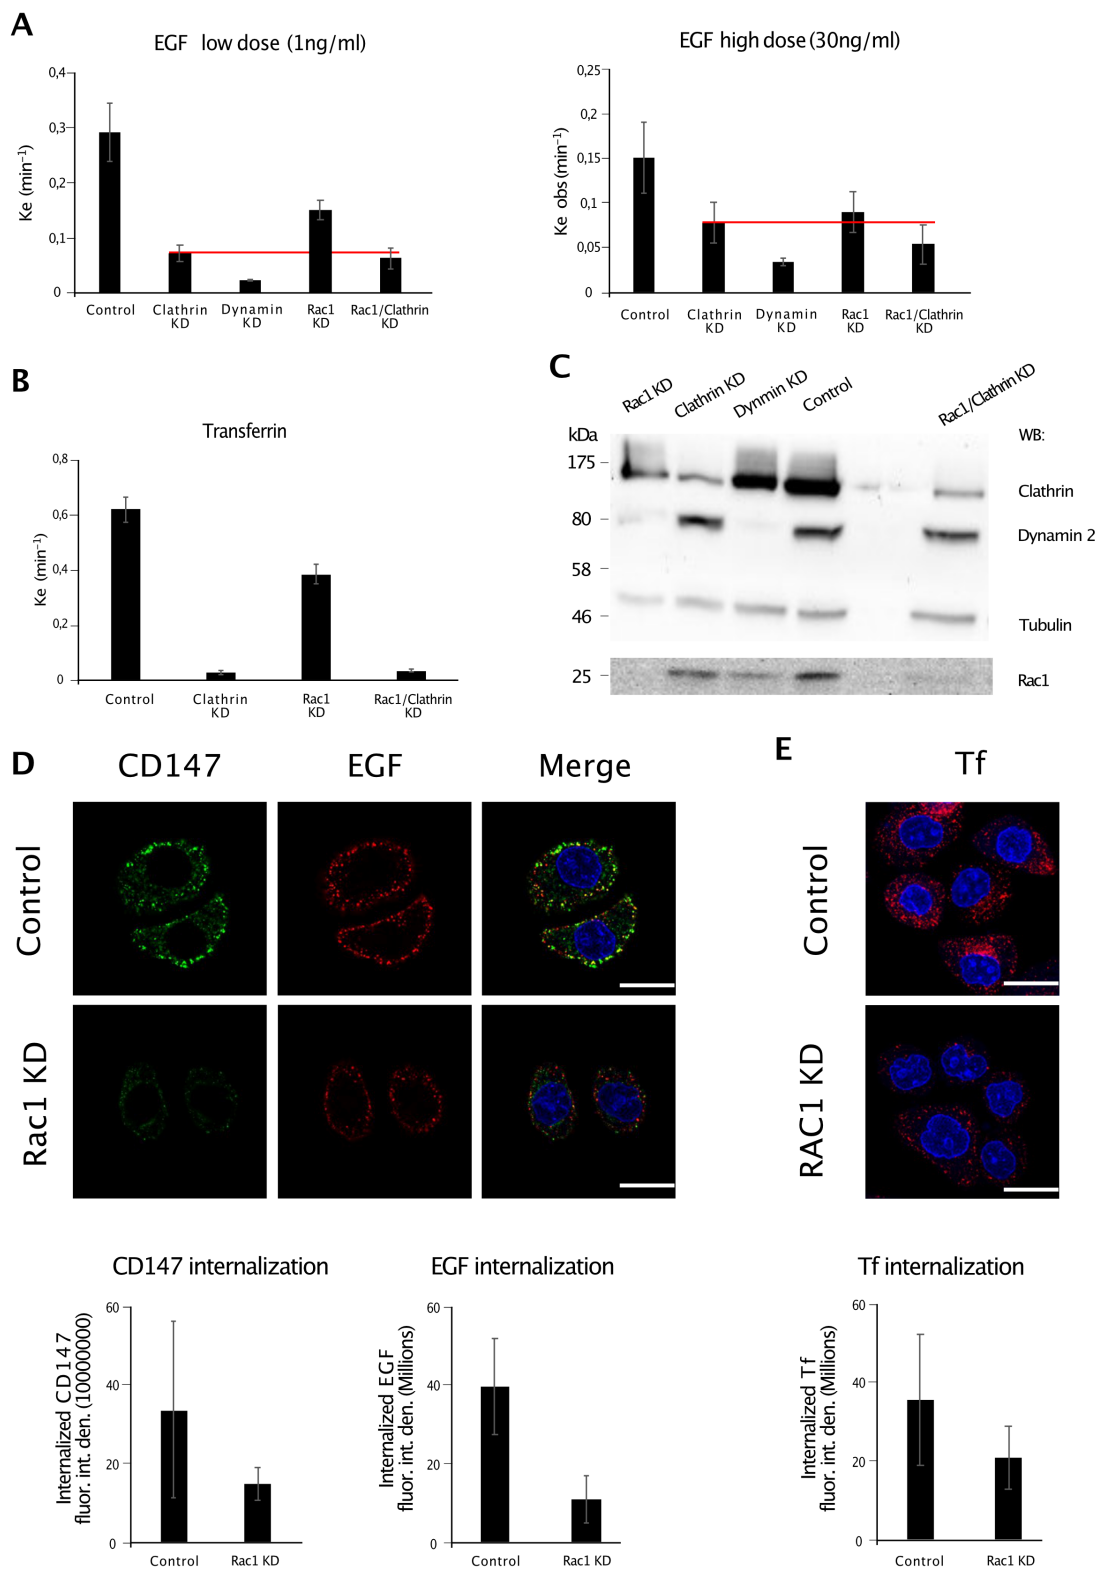 A
EGF low dose (1ng/ml)
Ke (min⁻¹)
0,4
0,3
0,2
0,1
0
Control
Clathrin KD
Dynamin KD
Rac1 KD
Rac1/Clathrin KD
EGF high dose (30ng/ml)
Ke obs (min⁻¹)
0,25
0,2
0,15
0,1
0,05
0
Control
Clathrin KD
Dynamin KD
Rac1 KD
Rac1/Clathrin KD
B
Transferrin
Ke (min⁻¹)
0,8
0,6
0,4
0,2
0
Control
Clathrin KD
Rac1 KD
Rac1/Clathrin KD
C
Rac1 KD
Clathrin KD
Dynmin KD
Control
Rac1/Clathrin KD
kDa
175
80
58
46
25
WB:
Clathrin
Dynamin 2
Tubulin
Rac1
D
CD147
EGF
Merge
Control
Rac1 KD
E
Tf
Control
RAC1 KD
CD147 internalization
Internalized CD147
fluor. int. den. (10000000)
60
40
20
0
Control
Rac1 KD
EGF internalization
Internalized EGF
fluor. int. den. (Millions)
60
40
20
0
Control
Rac1 KD
Tf internalization
Internalized Tf
fluor. int. den. (Millions)
60
40
20
0
Control
Rac1 KD